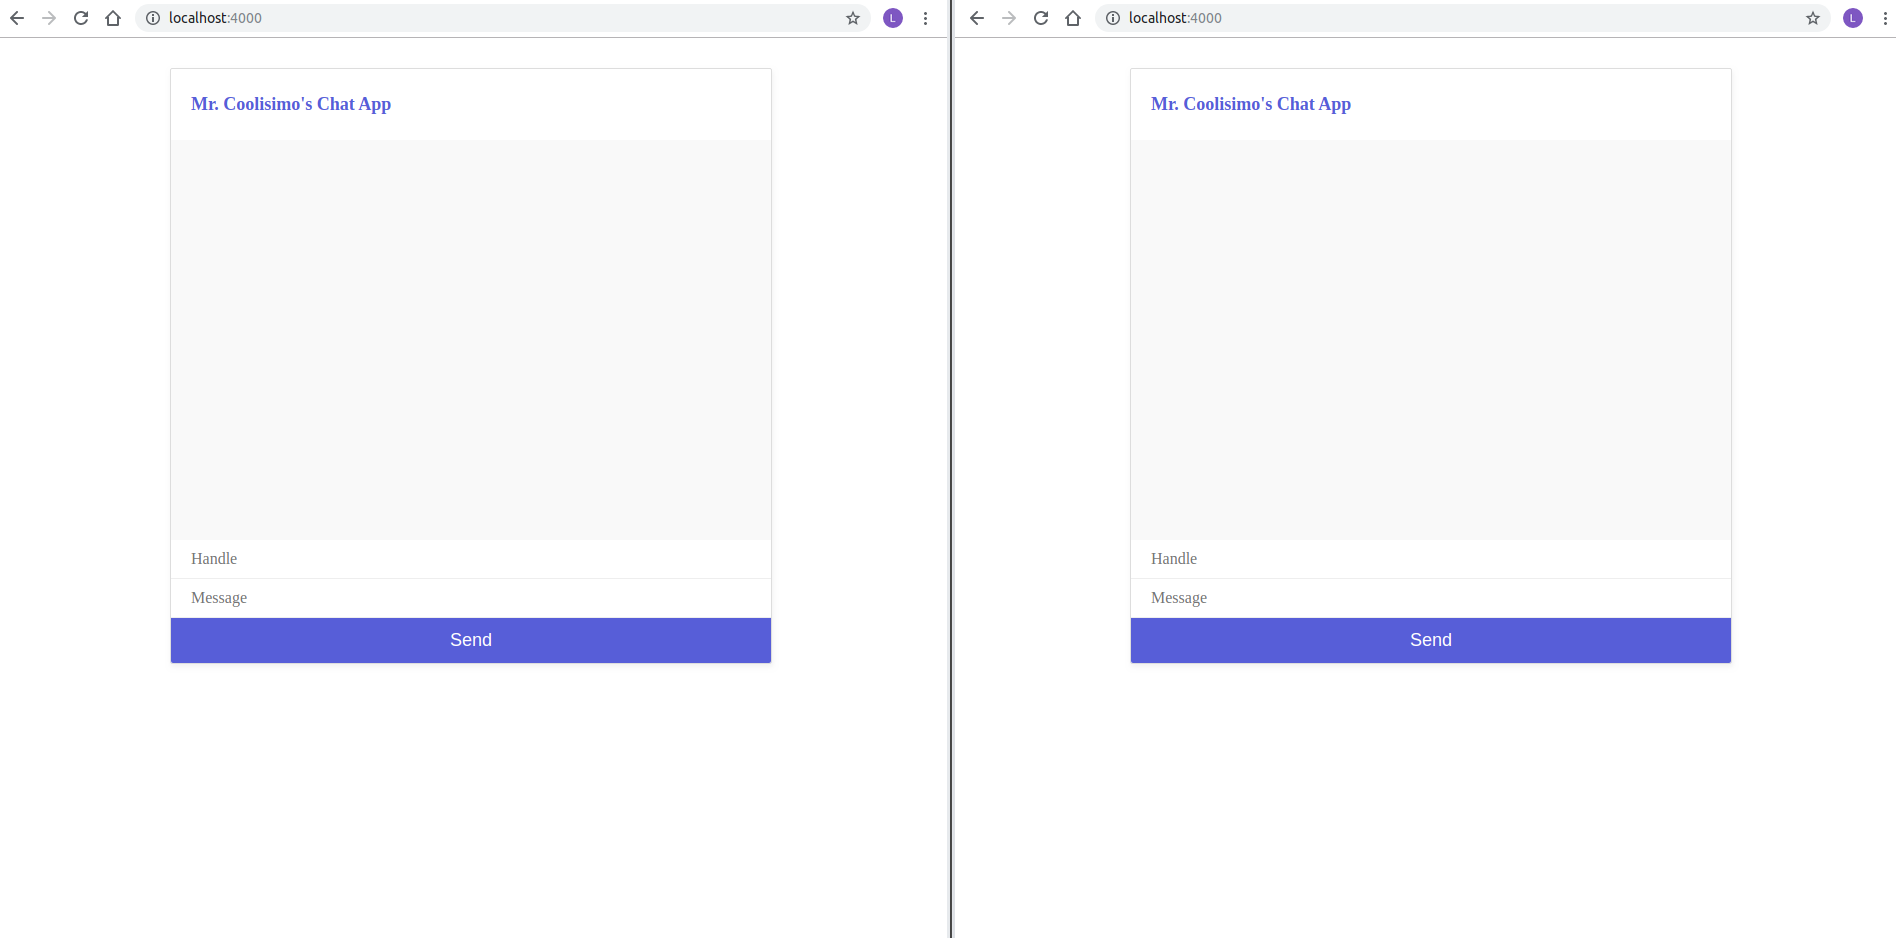 localhost:4000
L
Mr. Coolisimo's Chat App
Handle
Message
Send
localhost:4000
L
Mr. Coolisimo's Chat App
Handle
Message
Send